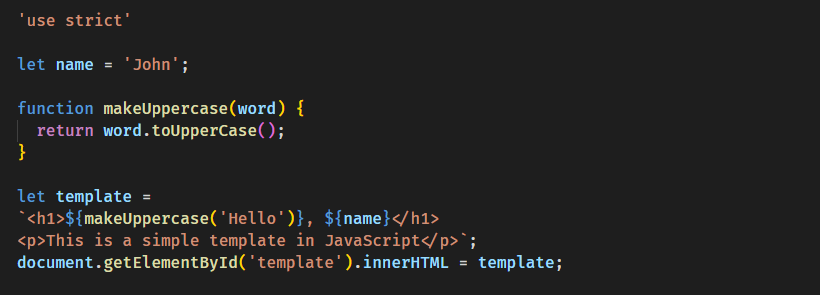 'use strict'
let name = 'John';
function makeUppercase(word) {
  return word.toUpperCase();
}
let template =
`<h1>${makeUppercase('Hello')}, ${name}</h1>
<p>This is a simple template in JavaScript</p>`;
document.getElementById('template').innerHTML = template;